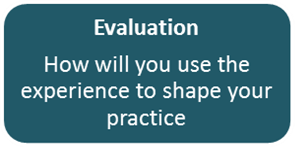 Evaluation
How will you use the
experience to shape your
practice